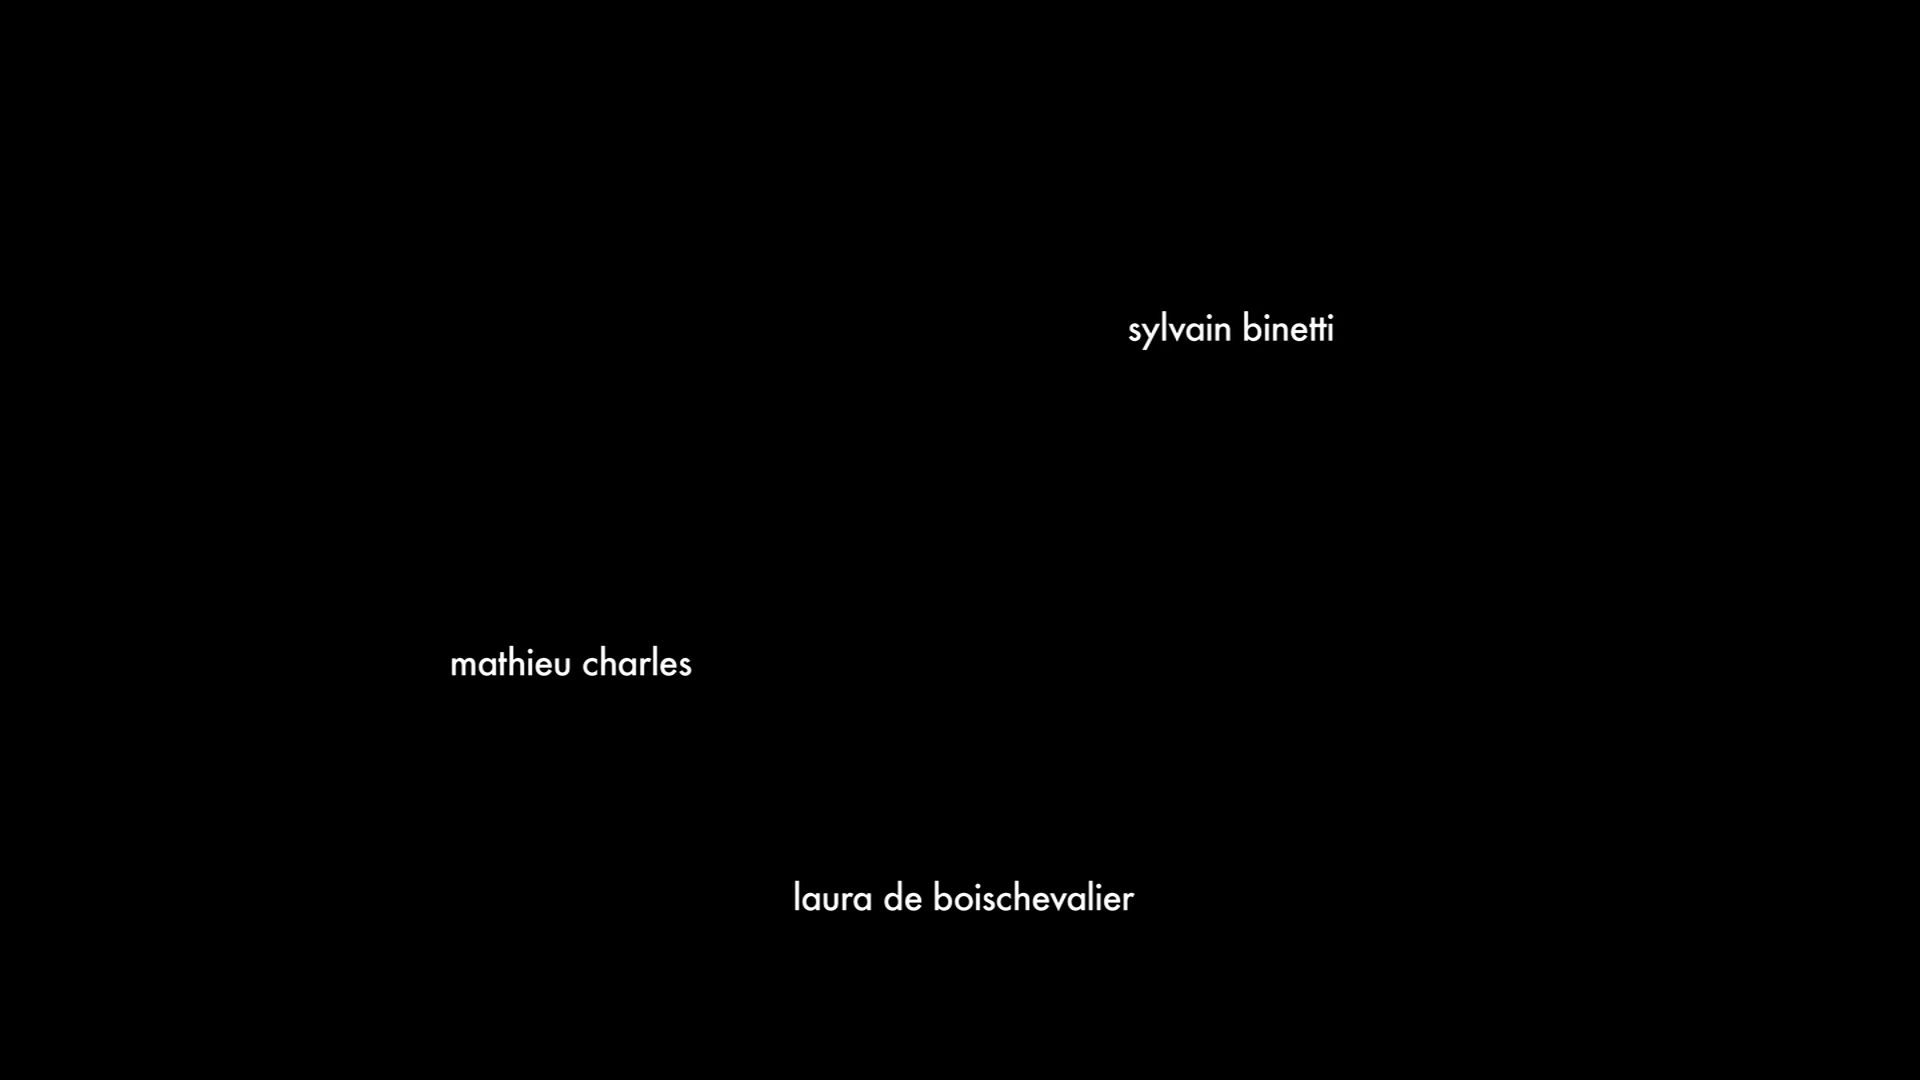 sylvain binetti
mathieu charles
laura de boischevalier